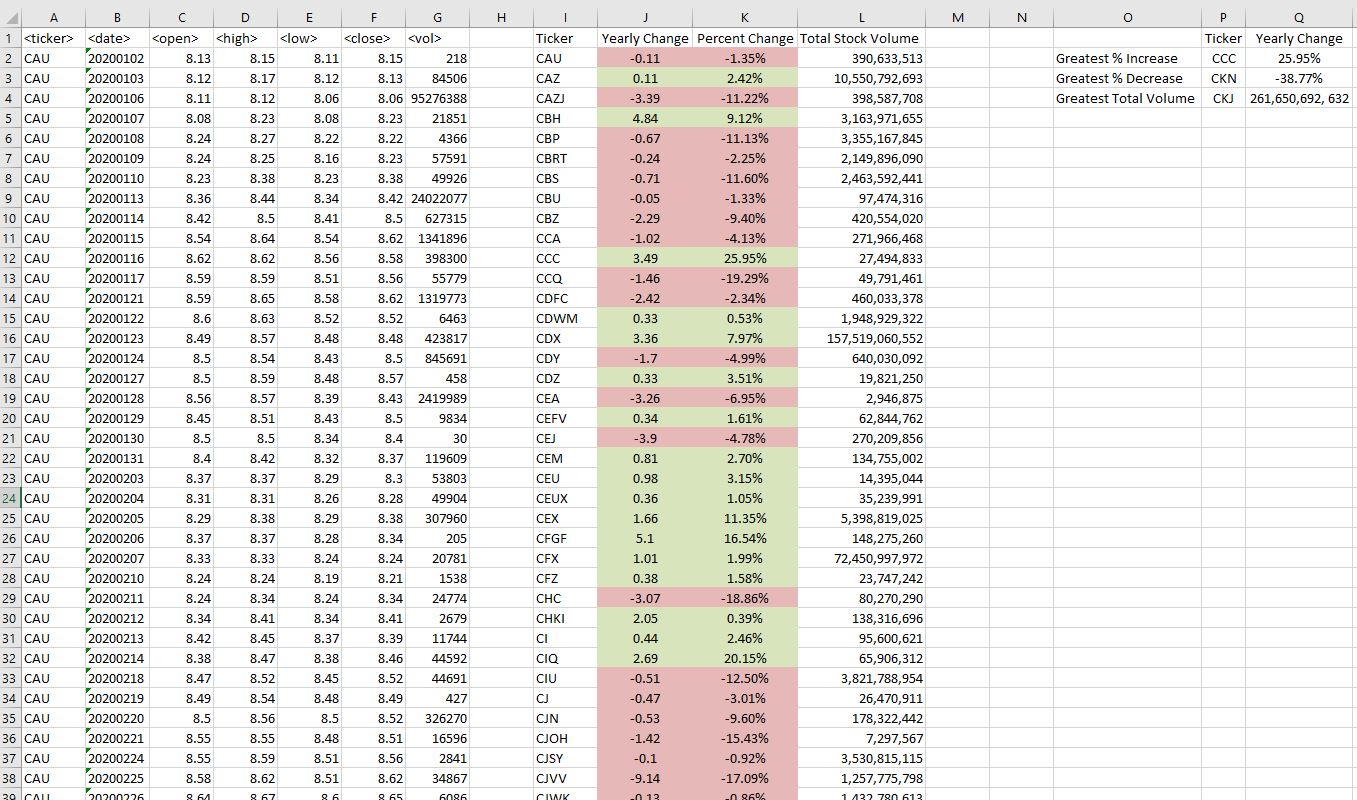 A B C D E F G H I J K L M N O P Q
1 <ticker> <date> <open> <high> <low> <close> <vol> Ticker Yearly Change Percent Change Total Stock Volume Ticker Yearly Change
2 CAU 20200102 8.13 8.15 8.11 8.15 218 CAU -0.11 -1.35% 390,633,513 Greatest % Increase CCC 25.95%
3 CAU 20200103 8.12 8.17 8.12 8.13 84506 CAZ 0.11 2.42% 10,550,792,693 Greatest % Decrease CKN -38.77%
4 CAU 20200106 8.11 8.12 8.06 8.06 95276388 CAZJ -3.39 -11.22% 398,587,708 Greatest Total Volume CKJ 261,650,692, 632
5 CAU 20200107 8.08 8.23 8.08 8.23 21851 CBH 4.84 9.12% 3,163,971,655
6 CAU 20200108 8.24 8.27 8.22 8.22 4366 CBP -0.67 -11.13% 3,355,167,845
7 CAU 20200109 8.24 8.25 8.16 8.23 57591 CBRT -0.24 -2.25% 2,149,896,090
8 CAU 20200110 8.23 8.38 8.23 8.38 49926 CBS -0.71 -11.60% 2,463,592,441
9 CAU 20200113 8.36 8.44 8.34 8.42 24022077 CBU -0.05 -1.33% 97,474,316
10 CAU 20200114 8.42 8.5 8.41 8.5 627315 CBZ -2.29 -9.40% 420,554,020
11 CAU 20200115 8.54 8.64 8.54 8.62 1341896 CCA -1.02 -4.13% 271,966,468
12 CAU 20200116 8.62 8.62 8.56 8.58 398300 CCC 3.49 25.95% 27,494,833
13 CAU 20200117 8.59 8.59 8.51 8.56 55779 CCQ -1.46 -19.29% 49,791,461
14 CAU 20200121 8.59 8.65 8.58 8.62 1319773 CDFC -2.42 -2.34% 460,033,378
15 CAU 20200122 8.6 8.63 8.52 8.52 6463 CDWM 0.33 0.53% 1,948,929,322
16 CAU 20200123 8.49 8.57 8.48 8.48 423817 CDX 3.36 7.97% 157,519,060,552
17 CAU 20200124 8.5 8.54 8.43 8.5 845691 CDY -1.7 -4.99% 640,030,092
18 CAU 20200127 8.5 8.59 8.48 8.57 458 CDZ 0.33 3.51% 19,821,250
19 CAU 20200128 8.56 8.57 8.39 8.43 2419989 CEA -3.26 -6.95% 2,946,875
20 CAU 20200129 8.45 8.51 8.43 8.5 9834 CEFV 0.34 1.61% 62,844,762
21 CAU 20200130 8.5 8.5 8.34 8.4 30 CEJ -3.9 -4.78% 270,209,856
22 CAU 20200131 8.4 8.42 8.32 8.37 119609 CEM 0.81 2.70% 134,755,002
23 CAU 20200203 8.37 8.37 8.29 8.3 53803 CEU 0.98 3.15% 14,395,044
24 CAU 20200204 8.31 8.31 8.26 8.28 49904 CEUX 0.36 1.05% 35,239,991
25 CAU 20200205 8.29 8.38 8.29 8.38 307960 CEX 1.66 11.35% 5,398,819,025
26 CAU 20200206 8.37 8.37 8.28 8.34 205 CFGF 5.1 16.54% 148,275,260
27 CAU 20200207 8.33 8.33 8.24 8.24 20781 CFX 1.01 1.99% 72,450,997,972
28 CAU 20200210 8.24 8.24 8.19 8.21 1538 CFZ 0.38 1.58% 23,747,242
29 CAU 20200211 8.24 8.34 8.24 8.34 24774 CHC -3.07 -18.86% 80,270,290
30 CAU 20200212 8.34 8.41 8.34 8.41 2679 CHKI 2.05 0.39% 138,316,696
31 CAU 20200213 8.42 8.45 8.37 8.39 11744 CI 0.44 2.46% 95,600,621
32 CAU 20200214 8.38 8.47 8.38 8.46 44592 CIQ 2.69 20.15% 65,906,312
33 CAU 20200218 8.47 8.52 8.45 8.52 44691 CIU -0.51 -12.50% 3,821,788,954
34 CAU 20200219 8.49 8.54 8.48 8.49 427 CJ -0.47 -3.01% 26,470,911
35 CAU 20200220 8.5 8.56 8.5 8.52 326270 CJN -0.53 -9.60% 178,322,442
36 CAU 20200221 8.55 8.55 8.48 8.51 16596 CJOH -1.42 -15.43% 7,297,567
37 CAU 20200224 8.55 8.59 8.51 8.56 2841 CJSY -0.1 -0.92% 3,530,815,115
38 CAU 20200225 8.58 8.62 8.51 8.62 34867 CJVV -9.14 -17.09% 1,257,775,798
39 CAU 20200226 8.64 8.67 8.6 8.65 6086 CJWK -0.13 -0.86% 1,432,780,613